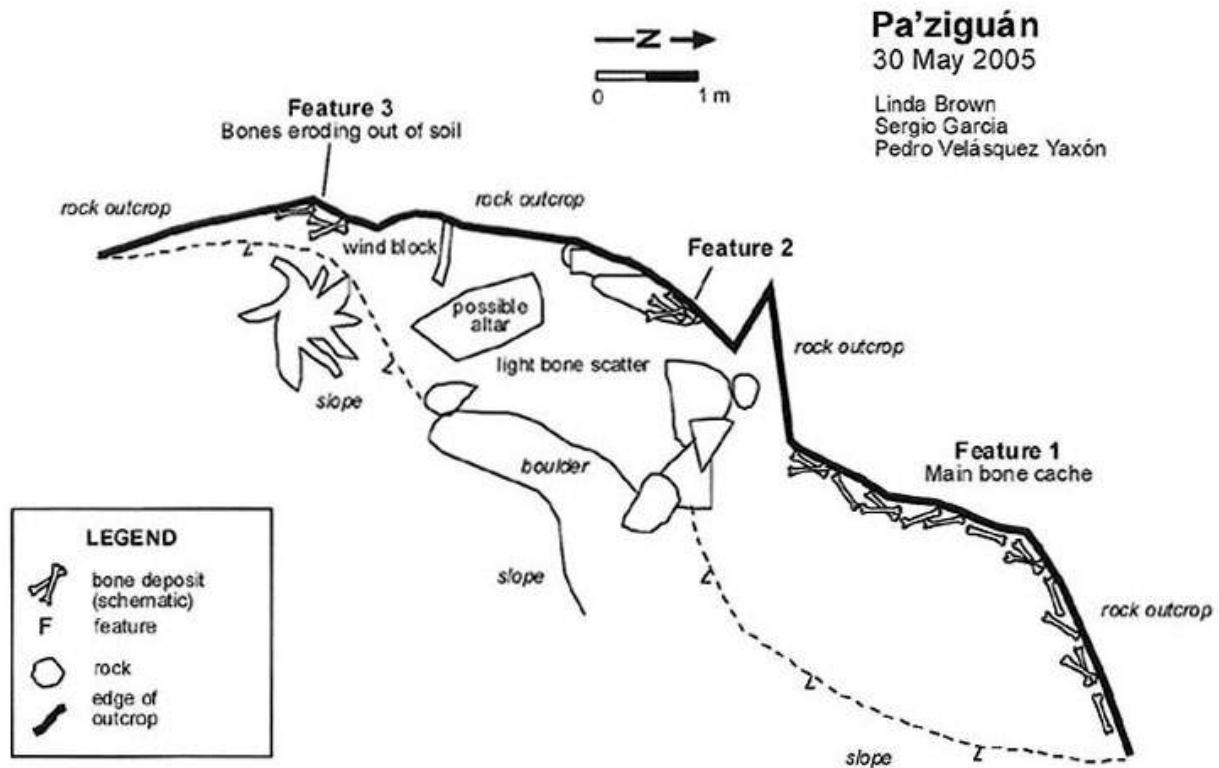 Pa'ziguán
30 May 2005
Linda Brown
Sergio Garcia
Pedro Velásquez Yaxón
N
0 1 m
Feature 3
Bones eroding out of soil
rock outcrop
rock outcrop
wind block
Feature 2
possible
altar
rock outcrop
light bone scatter
slope
boulder
Feature 1
Main bone cache
slope
rock outcrop
slope
LEGEND
bone deposit
(schematic)
F feature
rock
edge of
outcrop